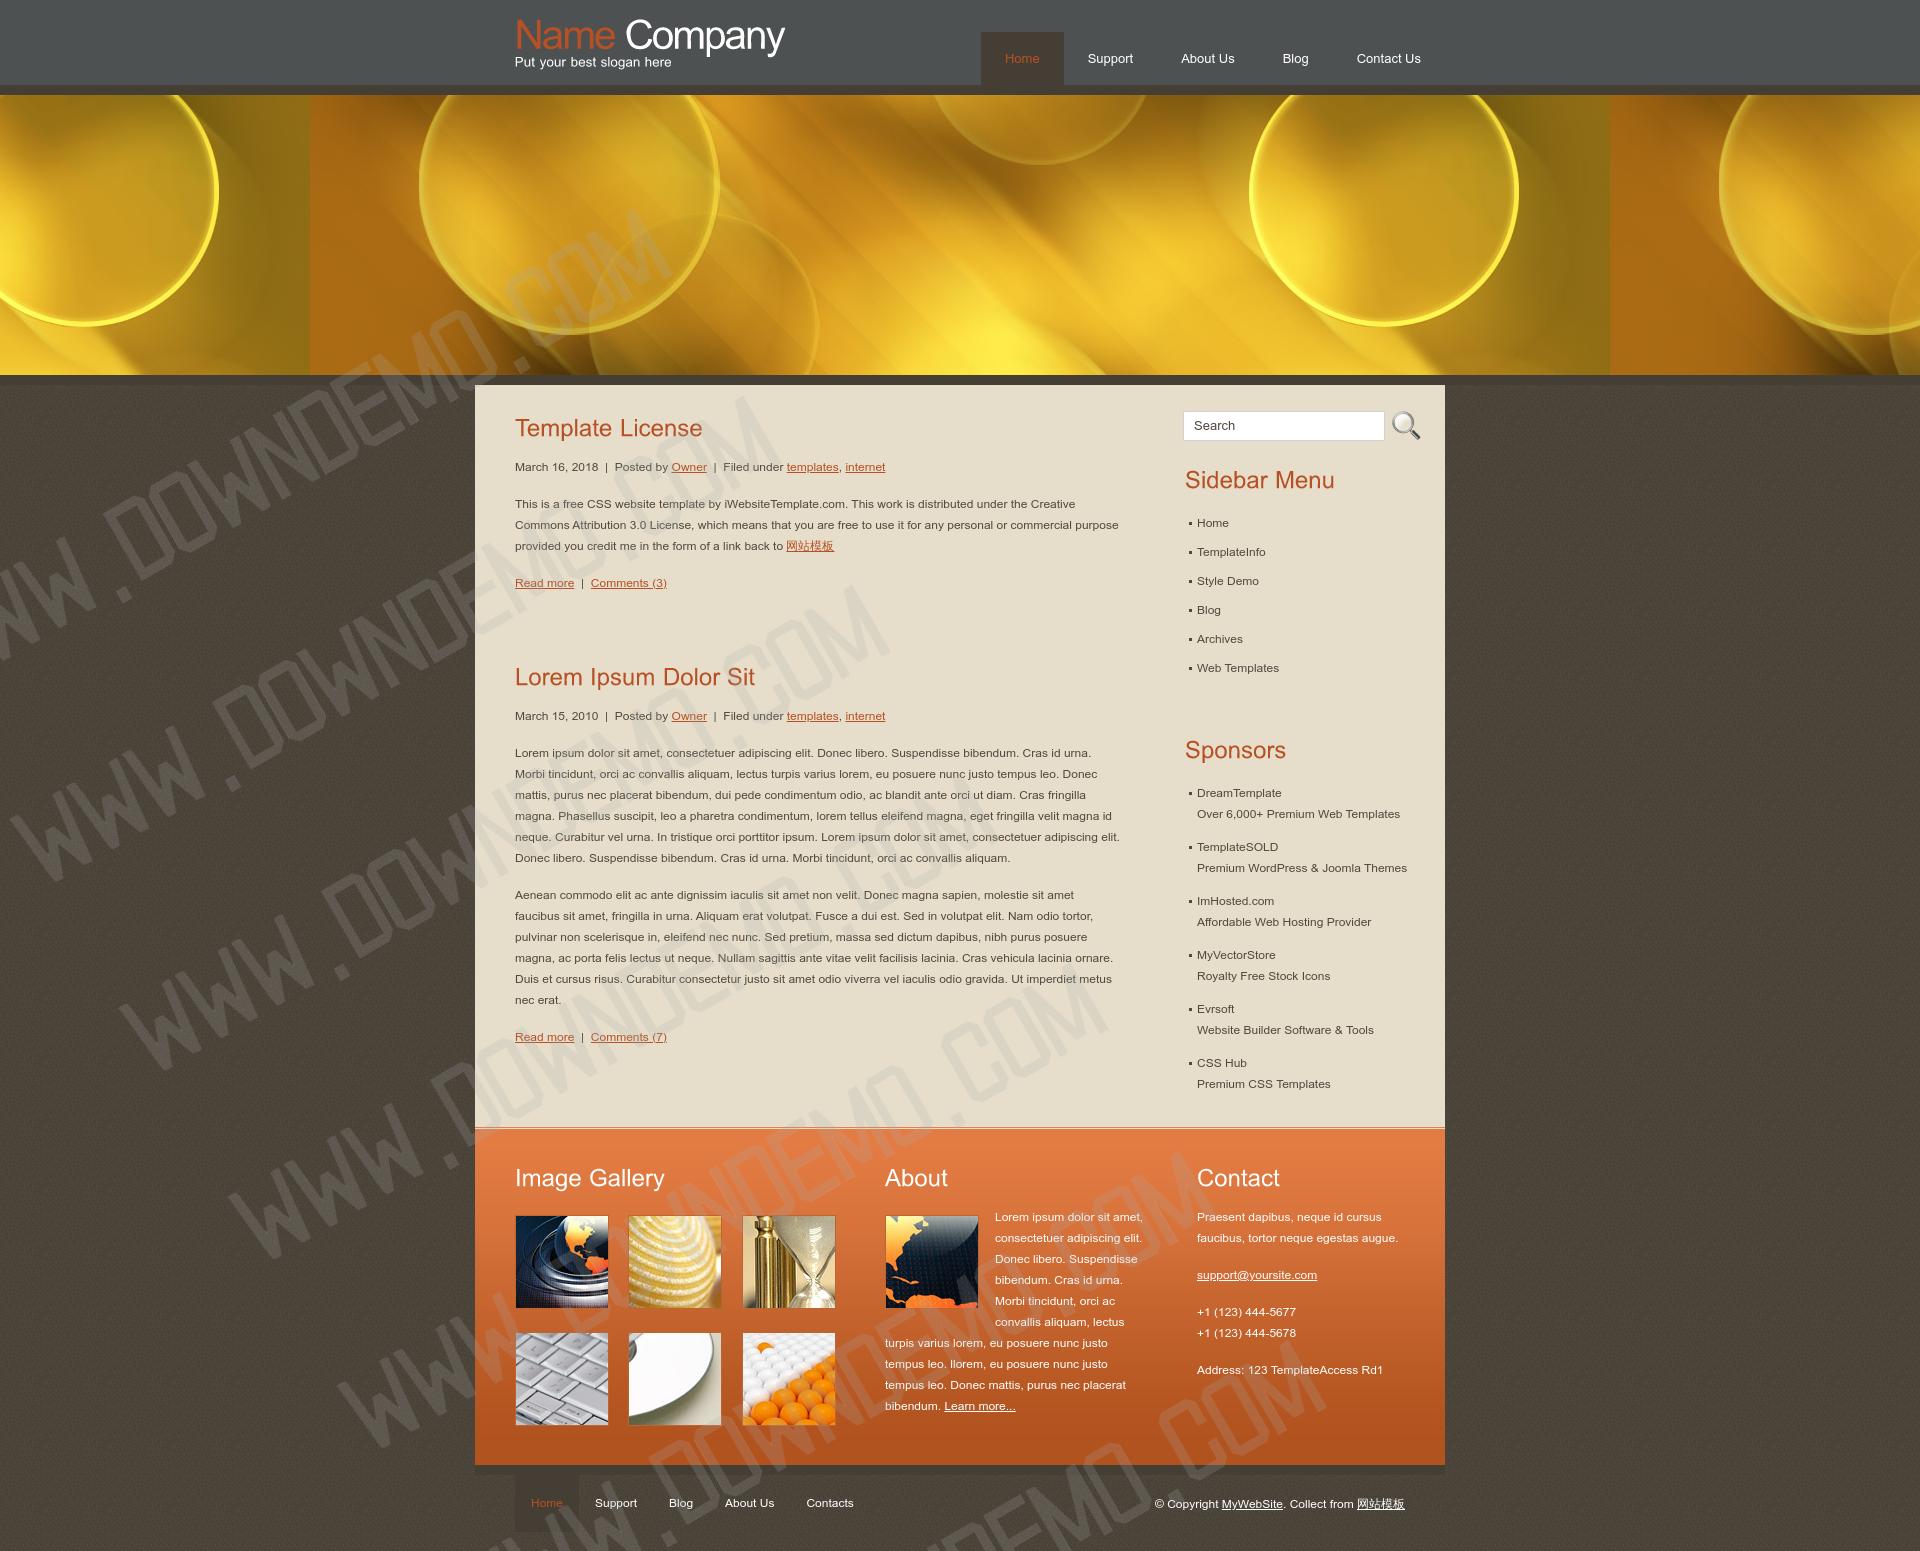 Name Company
Put your best slogan here
Home
Support
About Us
Blog
Contact Us
Template License
March 16, 2018 | Posted by Owner | Filed under templates, internet
This is a free CSS website template by iWebsiteTemplate.com. This work is distributed under the Creative
Commons Attribution 3.0 License, which means that you are free to use it for any personal or commercial purpose
provided you credit me in the form of a link back to 网站模板
Read more | Comments (3)
Lorem Ipsum Dolor Sit
March 15, 2010 | Posted by Owner | Filed under templates, internet
Lorem ipsum dolor sit amet, consectetuer adipiscing elit. Donec libero. Suspendisse bibendum. Cras id urna.
Morbi tincidunt, orci ac convallis aliquam, lectus turpis varius lorem, eu posuere nunc justo tempus leo. Donec
mattis, purus nec placerat bibendum, dui pede condimentum odio, ac blandit ante orci ut diam. Cras fringilla
magna. Phasellus suscipit, leo a pharetra condimentum, lorem tellus eleifend magna, eget fringilla velit magna id
neque. Curabitur vel urna. In tristique orci porttitor ipsum. Lorem ipsum dolor sit amet, consectetuer adipiscing elit.
Donec libero. Suspendisse bibendum. Cras id urna. Morbi tincidunt, orci ac convallis aliquam.
Aenean commodo elit ac ante dignissim iaculis sit amet non velit. Donec magna sapien, molestie sit amet
faucibus sit amet, fringilla in urna. Aliquam erat volutpat. Fusce a dui est. Sed in volutpat elit. Nam odio tortor,
pulvinar non scelerisque in, eleifend nec nunc. Sed pretium, massa sed dictum dapibus, nibh purus posuere
magna, ac porta felis lectus ut neque. Nullam sagittis ante vitae velit facilisis lacinia. Cras vehicula lacinia ornare.
Duis et cursus risus. Curabitur consectetur justo sit amet odio viverra vel iaculis odio gravida. Ut imperdiet metus
nec erat.
Read more | Comments (7)
Search
Sidebar Menu
Home
TemplateInfo
Style Demo
Blog
Archives
Web Templates
Sponsors
DreamTemplate
Over 6,000+ Premium Web Templates
TemplateSOLD
Premium WordPress & Joomla Themes
ImHosted.com
Affordable Web Hosting Provider
MyVectorStore
Royalty Free Stock Icons
Evrsoft
Website Builder Software & Tools
CSS Hub
Premium CSS Templates
Image Gallery
About
Lorem ipsum dolor sit amet,
consectetuer adipiscing elit.
Donec libero. Suspendisse
bibendum. Cras id urna.
Morbi tincidunt, orci ac
convallis aliquam, lectus
turpis varius lorem, eu posuere nunc justo
tempus leo. llorem, eu posuere nunc justo
tempus leo. Donec mattis, purus nec placerat
bibendum. Learn more...
Contact
Praesent dapibus, neque id cursus
faucibus, tortor neque egestas augue.
support@yoursite.com
+1 (123) 444-5677
+1 (123) 444-5678
Address: 123 TemplateAccess Rd1
Home
Support
Blog
About Us
Contacts
© Copyright MyWebSite. Collect from 网站模板
WWW.DOWNDEMO.COM
WWW.DOWNDEMO.COM
WWW.DOWNDEMO.COM
WWW.DOWNDEMO.COM
WWW.DOWNDEMO.COM
WWW.DOWNDEMO.COM